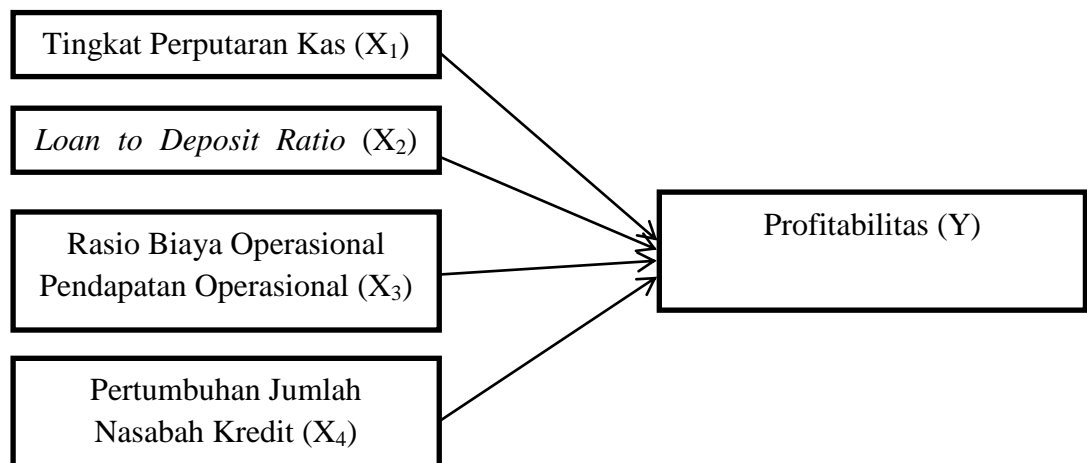 Tingkat Perputaran Kas (X₁)
Loan to Deposit Ratio (X₂)
Rasio Biaya Operasional
Pendapatan Operasional (X₃)
Pertumbuhan Jumlah
Nasabah Kredit (X₄)
Profitabilitas (Y)